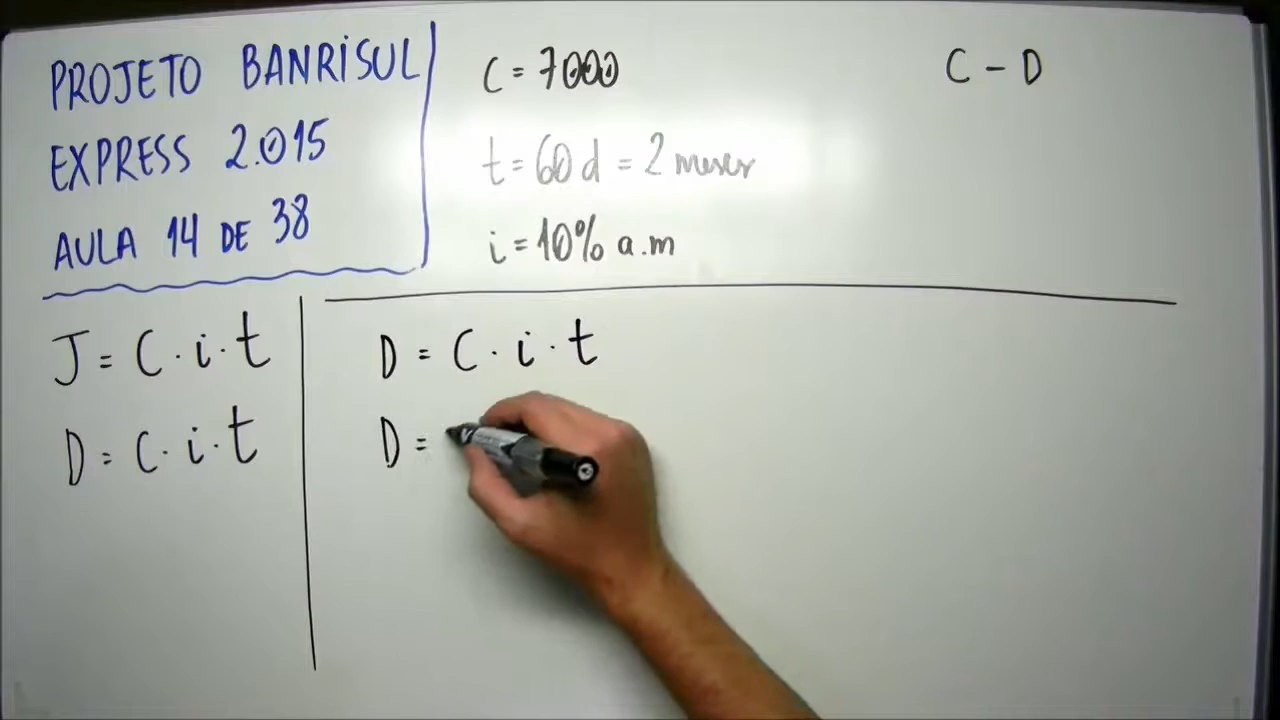 PROJETO BANRISUL
EXPRESS 2.015
AULA 14 DE 38
C = 7000
t = 60 d = 2 meses
i = 10% a.m
C - D
J = C · i · t
D = C · i · t
D = C · i · t
D =